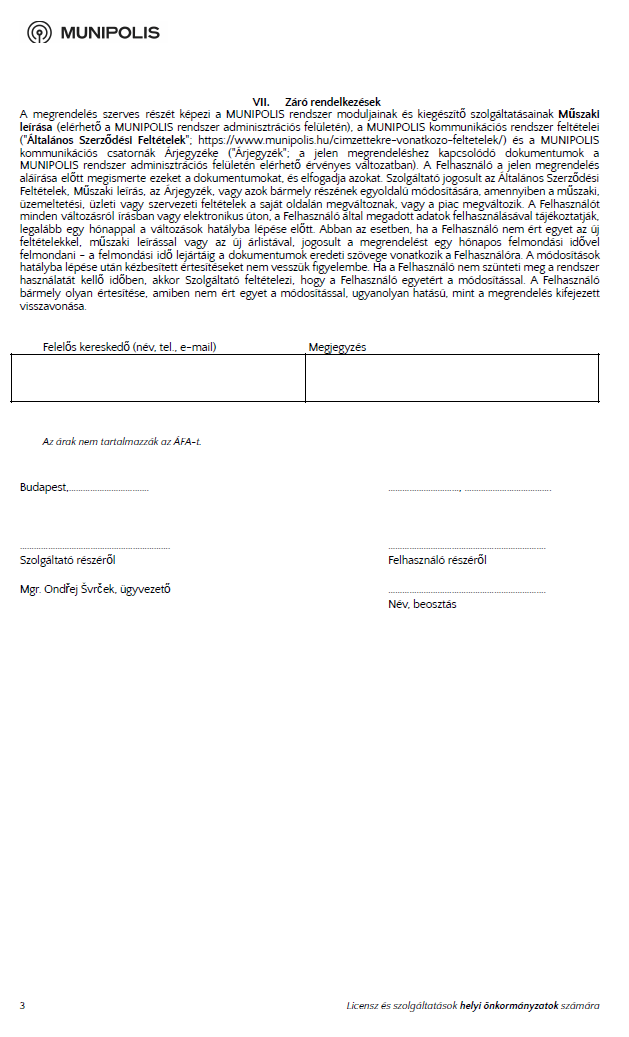 MUNIPOLIS
VII. Záró rendelkezések
A megrendelés szerves részét képezi a MUNIPOLIS rendszer moduljainak és kiegészítő szolgáltatásainak Műszaki
leírása (elérhető a MUNIPOLIS rendszer adminisztrációs felületén), a MUNIPOLIS kommunikációs rendszer feltételei
("Általános Szerződési Feltételek"; https://www.munipolis.hu/cimzettekre-vonatkozo-feltetelek/) és a MUNIPOLIS
kommunikációs csatornák Árjegyzéke ("Árjegyzék"; a jelen megrendeléshez kapcsolódó dokumentumok a
MUNIPOLIS rendszer adminisztrációs felületén elérhető érvényes változatban). A Felhasználó a jelen megrendelés
aláírása előtt megismerte ezeket a dokumentumokat, és elfogadja azokat. Szolgáltató jogosult az Általános Szerződési
Feltételek, Műszaki leírás, az Árjegyzék, vagy azok bármely részének egyoldalú módosítására, amennyiben a műszaki,
üzemeltetési, üzleti vagy szervezeti feltételek a saját oldalán megváltoznak, vagy a piac megváltozik. A Felhasználót
minden változásról írásban vagy elektronikus úton, a Felhasználó által megadott adatok felhasználásával tájékoztatják,
legalább egy hónappal a változások hatályba lépése előtt. Abban az esetben, ha a Felhasználó nem ért egyet az új
feltételekkel, műszaki leírással vagy az új árlistával, jogosult a megrendelést egy hónapos felmondási idővel
felmondani - a felmondási idő lejártáig a dokumentumok eredeti szövege vonatkozik a Felhasználóra. A módosítások
hatályba lépése után kézbesített értesítéseket nem vesszük figyelembe. Ha a Felhasználó nem szünteti meg a rendszer
használatát kellő időben, akkor Szolgáltató feltételezi, hogy a Felhasználó egyetért a módosítással. A Felhasználó
bármely olyan értesítése, amiben nem ért egyet a módosítással, ugyanolyan hatású, mint a megrendelés kifejezett
visszavonása.
Felelős kereskedő (név, tel., e-mail) Megjegyzés
Az árak nem tartalmazzák az ÁFA-t.
Budapest,.................................. .............................., .....................................
................................................................ ...................................................................
Szolgáltató részéről Felhasználó részéről
Mgr. Ondřej Švrček, ügyvezető ...................................................................
Név, beosztás
3 Licensz és szolgáltatások helyi önkormányzatok számára